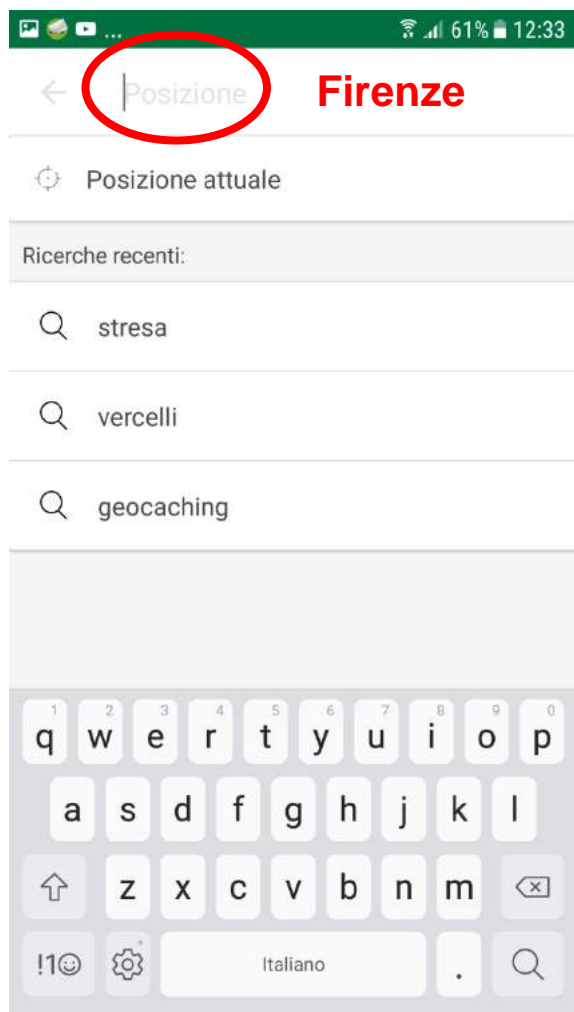 ... 61% 12:33
Posizione Firenze
Posizione attuale
Ricerche recenti:
stresa
vercelli
geocaching
1 2 3 4 5 6 7 8 9 0
q w e r t y u i o p
a s d f g h j k l
z x c v b n m
!1☺ Italiano .